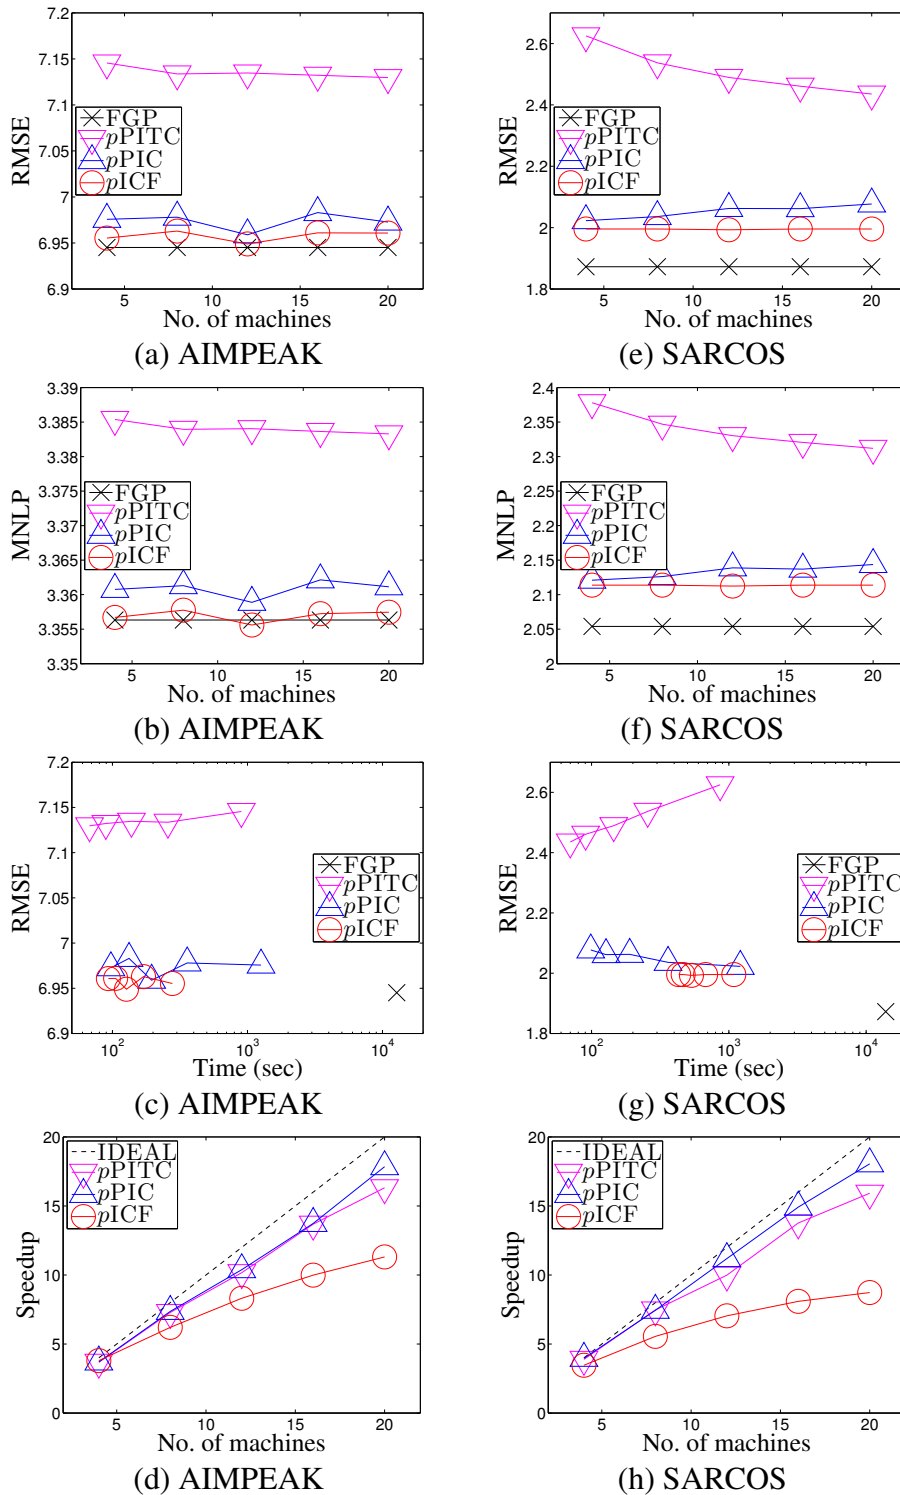 7.2
7.15
7.1
7.05
7
6.95
6.9
RMSE
FGP
pPITC
pPIC
pICF
5 10 15 20
No. of machines
(a) AIMPEAK
2.6
2.4
2.2
2
1.8
RMSE
FGP
pPITC
pPIC
pICF
5 10 15 20
No. of machines
(e) SARCOS
3.39
3.385
3.38
3.375
3.37
3.365
3.36
3.355
3.35
MNLP
FGP
pPITC
pPIC
pICF
5 10 15 20
No. of machines
(b) AIMPEAK
2.4
2.35
2.3
2.25
2.2
2.15
2.1
2.05
2
MNLP
FGP
pPITC
pPIC
pICF
5 10 15 20
No. of machines
(f) SARCOS
7.2
7.15
7.1
7.05
7
6.95
6.9
RMSE
FGP
pPITC
pPIC
pICF
10² 10³ 10⁴
Time (sec)
(c) AIMPEAK
2.6
2.4
2.2
2
1.8
RMSE
FGP
pPITC
pPIC
pICF
10² 10³ 10⁴
Time (sec)
(g) SARCOS
20
15
10
5
0
Speedup
IDEAL
pPITC
pPIC
pICF
5 10 15 20
No. of machines
(d) AIMPEAK
20
15
10
5
0
Speedup
IDEAL
pPITC
pPIC
pICF
5 10 15 20
No. of machines
(h) SARCOS